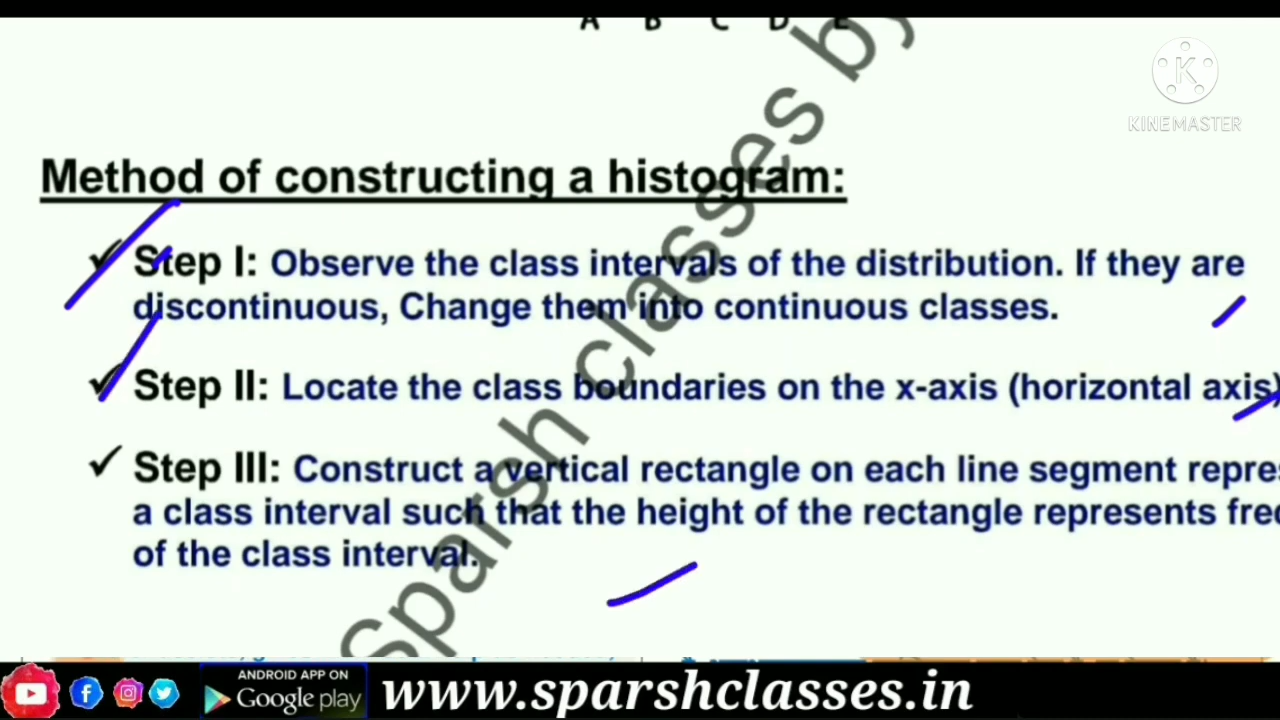 A B C D E
KINEMASTER
Method of constructing a histogram:
Step I: Observe the class intervals of the distribution. If they are
discontinuous, Change them into continuous classes.
Step II: Locate the class boundaries on the x-axis (horizontal axis)
Step III: Construct a vertical rectangle on each line segment repres
a class interval such that the height of the rectangle represents fre
of the class interval.
sparsh classes by
ANDROID APP ON
Google play
www.sparshclasses.in